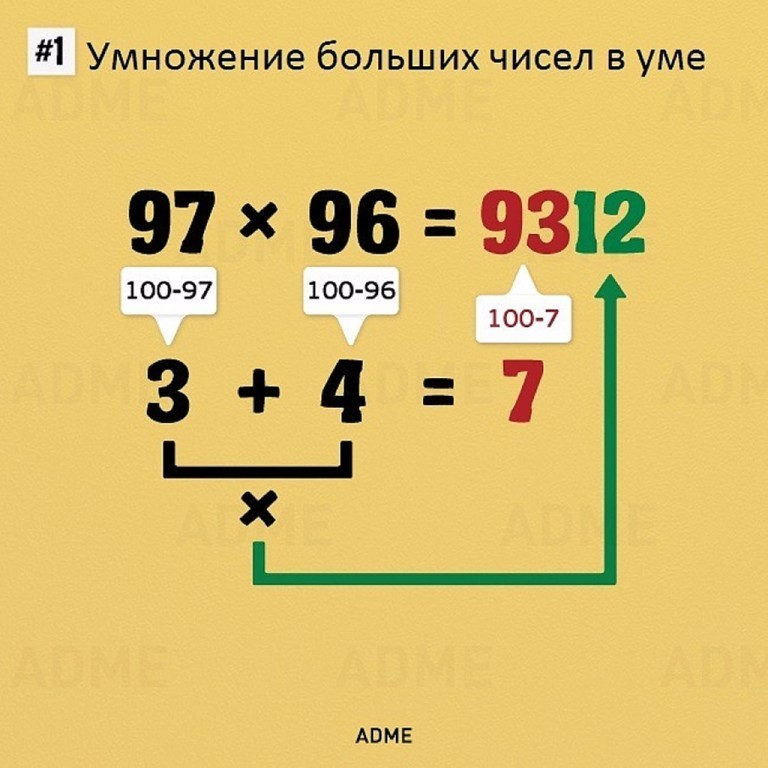 #1 Умножение больших чисел в уме
97 × 96 = 9312
100-97 100-96 100-7
3 + 4 = 7
×
ADME